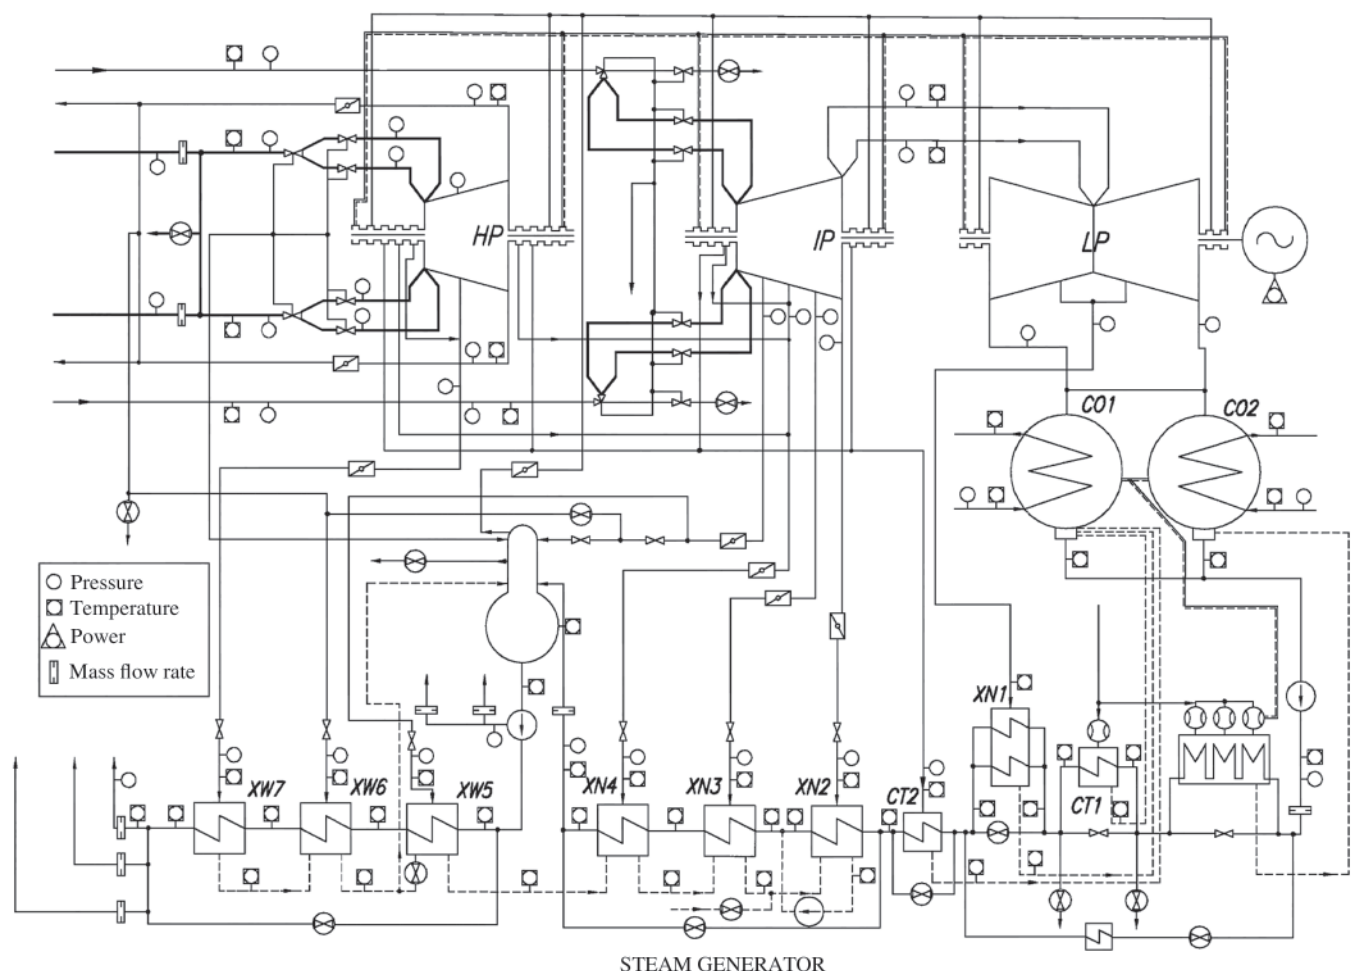 HP
IP
LP
CO1
CO2
Pressure
Temperature
Power
Mass flow rate
XN1
XW7
XW6
XW5
XN4
XN3
XN2
CT2
CT1
STEAM GENERATOR